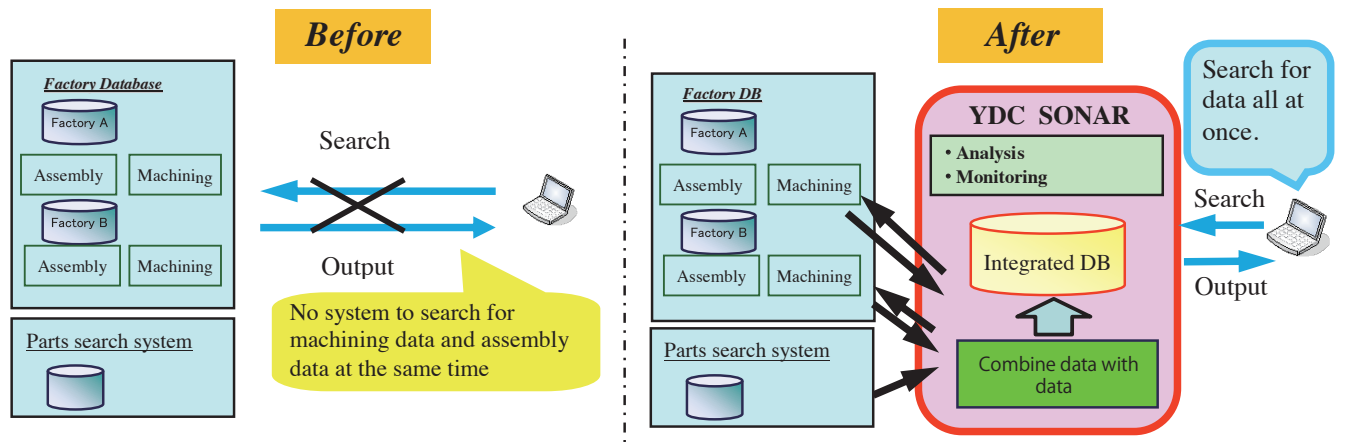 Before
Factory Database
Factory A
Assembly
Machining
Factory B
Assembly
Machining
Parts search system
Search
Output
No system to search for
machining data and assembly
data at the same time
After
Factory DB
Factory A
Assembly
Machining
Factory B
Assembly
Machining
Parts search system
YDC SONAR
• Analysis
• Monitoring
Integrated DB
Combine data with
data
Search for
data all at
once.
Search
Output